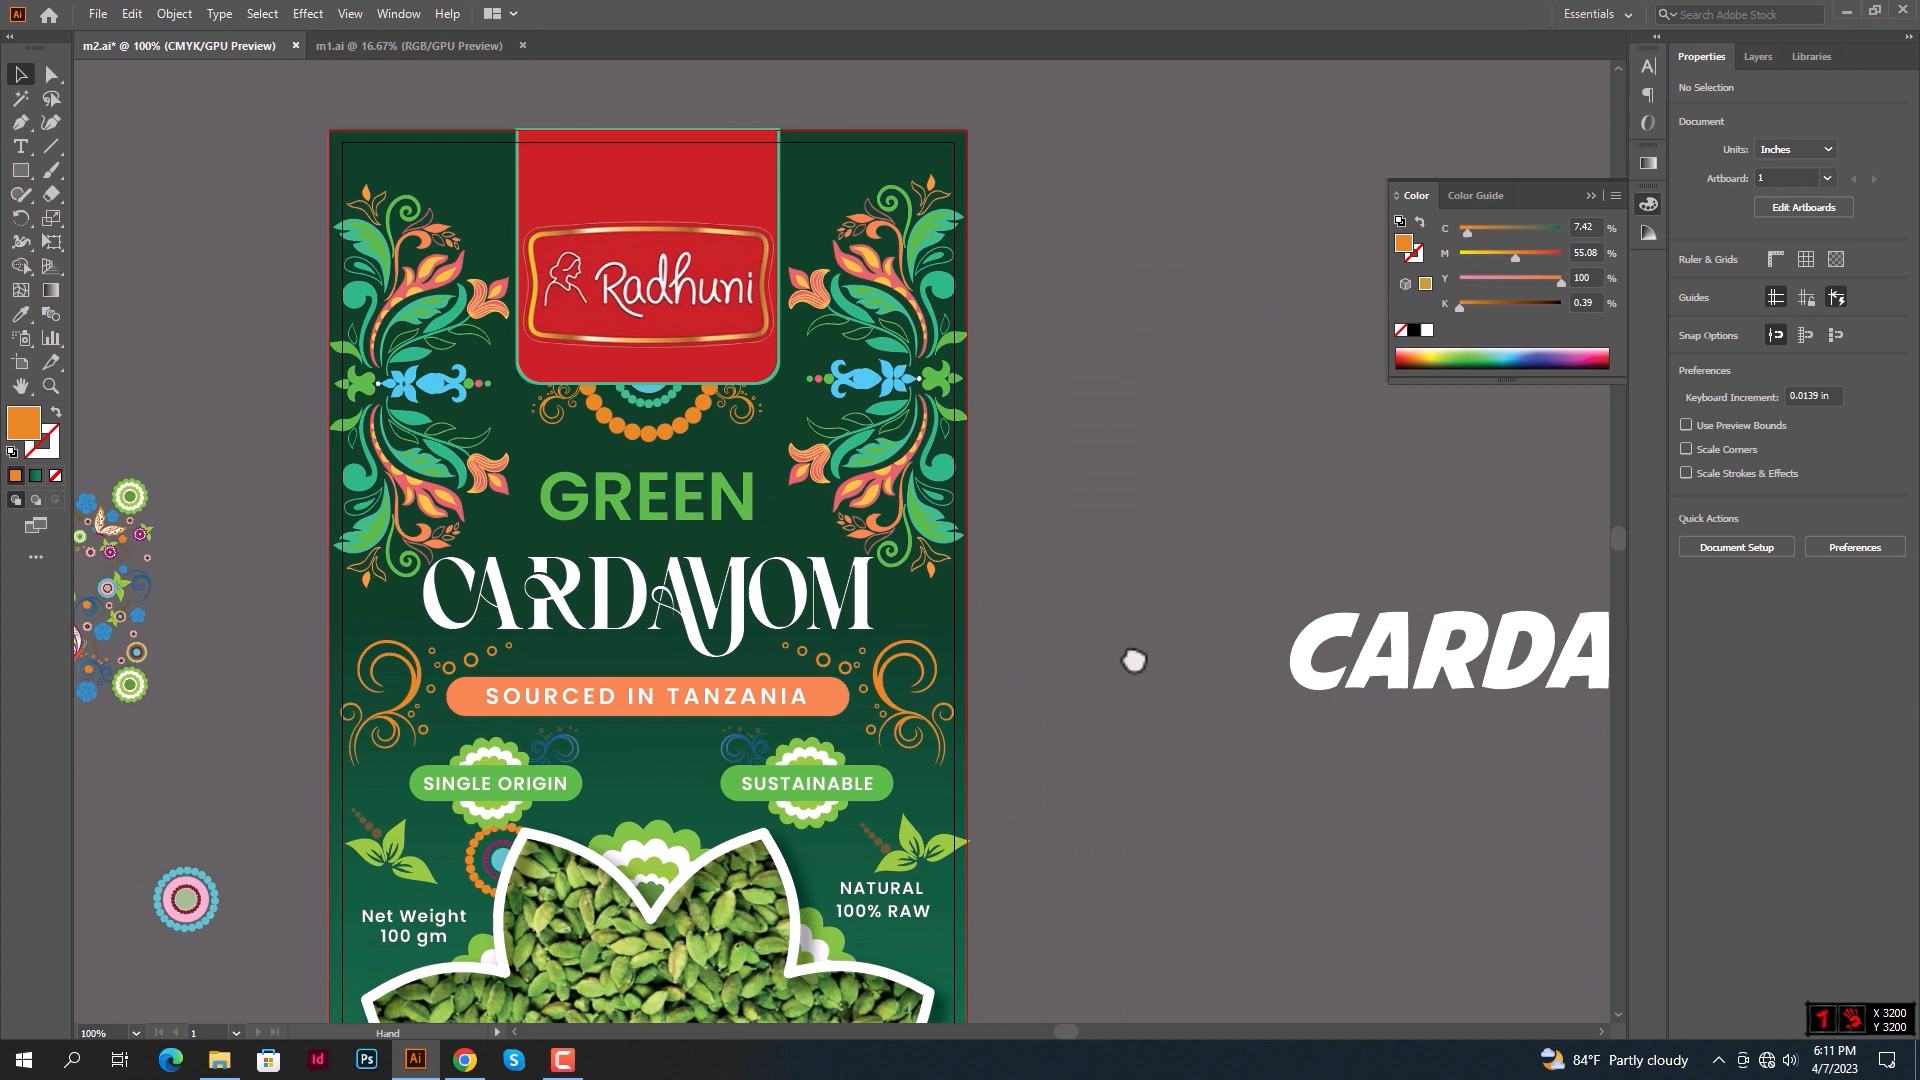 Ai File Edit Object Type Select Effect View Window Help
Essentials
Search Adobe Stock
m2.ai* @ 100% (CMYK/GPU Preview) × m1.ai @ 16.67% (RGB/GPU Preview) ×
Properties Layers Libraries
No Selection
Document
Units: Inches
Artboard: 1
Edit Artboards
Ruler & Grids
Guides
Snap Options
Preferences
Keyboard Increment: 0.0139 in
Use Preview Bounds
Scale Corners
Scale Strokes & Effects
Quick Actions
Document Setup Preferences
Color Color Guide
C 7.42 %
M 55.08 %
Y 100 %
K 0.39 %
Radhuni
GREEN
CARDAMOM
SOURCED IN TANZANIA
SINGLE ORIGIN
SUSTAINABLE
Net Weight
100 gm
NATURAL
100% RAW
CARDA
100% 1 Hand
X 3200
Y 3200
Id Ps Ai
84°F Partly cloudy
6:11 PM
4/7/2023